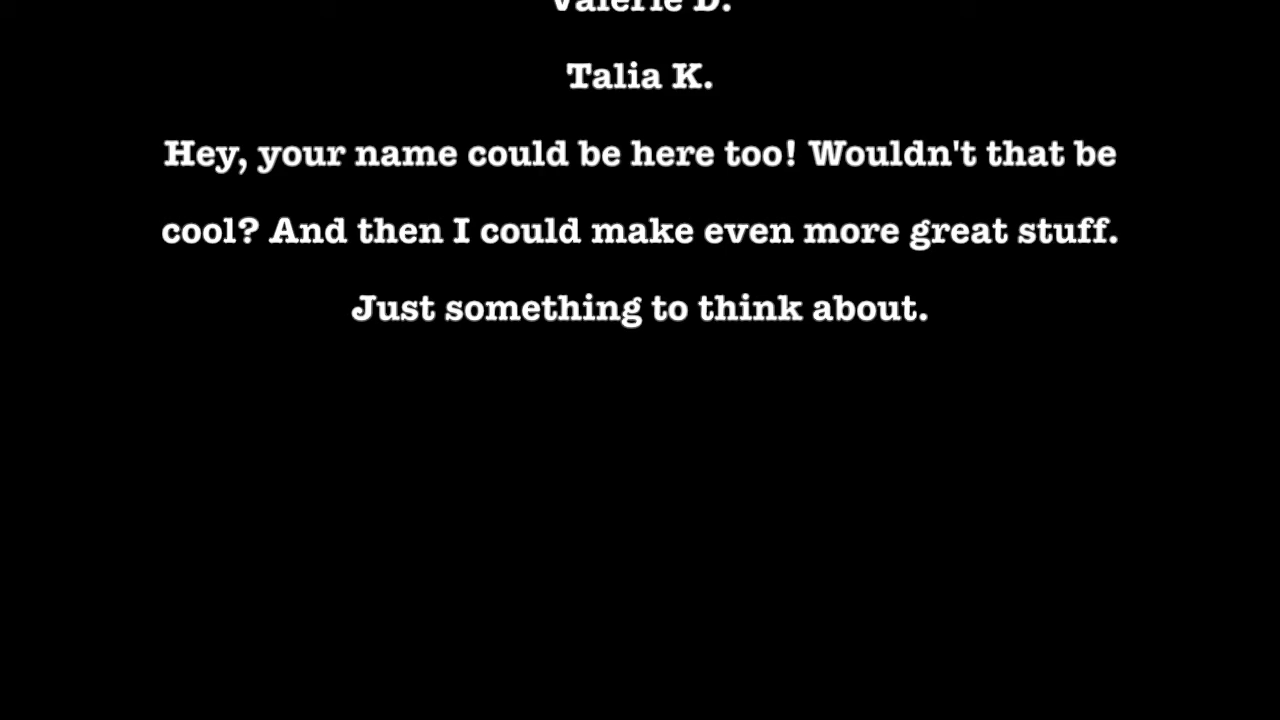 Valerie D.
Talia K.
Hey, your name could be here too! Wouldn't that be
cool? And then I could make even more great stuff.
Just something to think about.